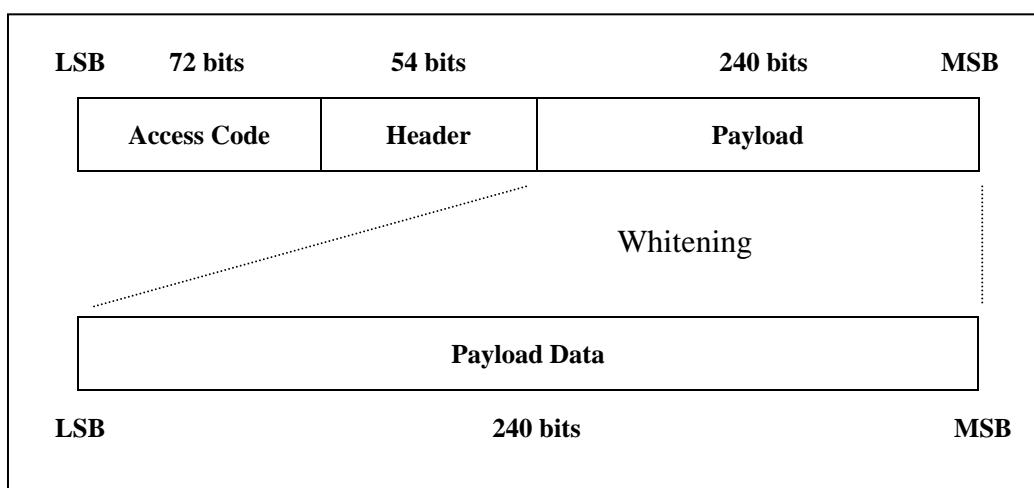 LSB 72 bits 54 bits 240 bits MSB
Access Code Header Payload
Whitening
Payload Data
LSB 240 bits MSB